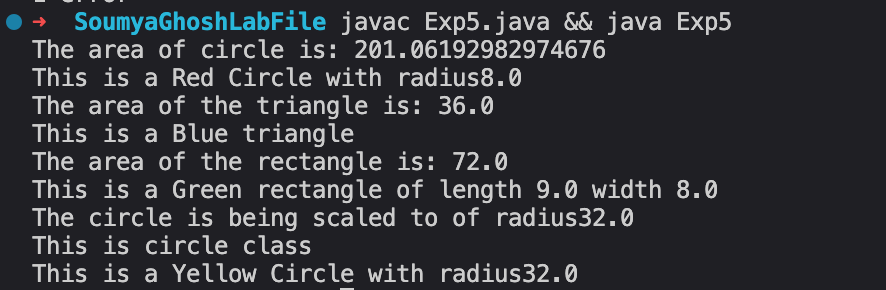 ➜ SoumyaGhoshLabFile javac Exp5.java && java Exp5
The area of circle is: 201.06192982974676
This is a Red Circle with radius8.0
The area of the triangle is: 36.0
This is a Blue triangle
The area of the rectangle is: 72.0
This is a Green rectangle of length 9.0 width 8.0
The circle is being scaled to of radius32.0
This is circle class
This is a Yellow Circle with radius32.0